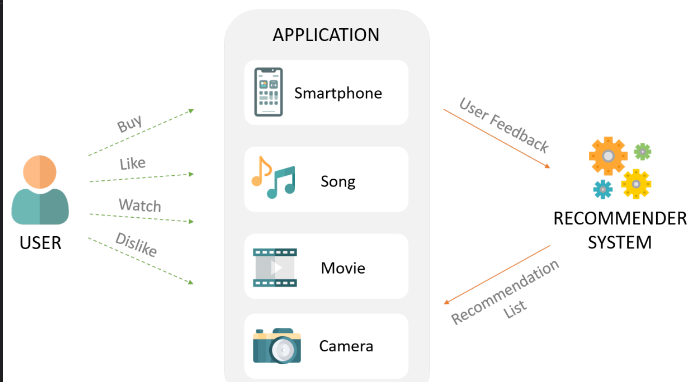 APPLICATION
Smartphone
Buy
User Feedback
Like
Song
Watch
USER
Dislike
RECOMMENDER
SYSTEM
Movie
Recommendation
List
Camera